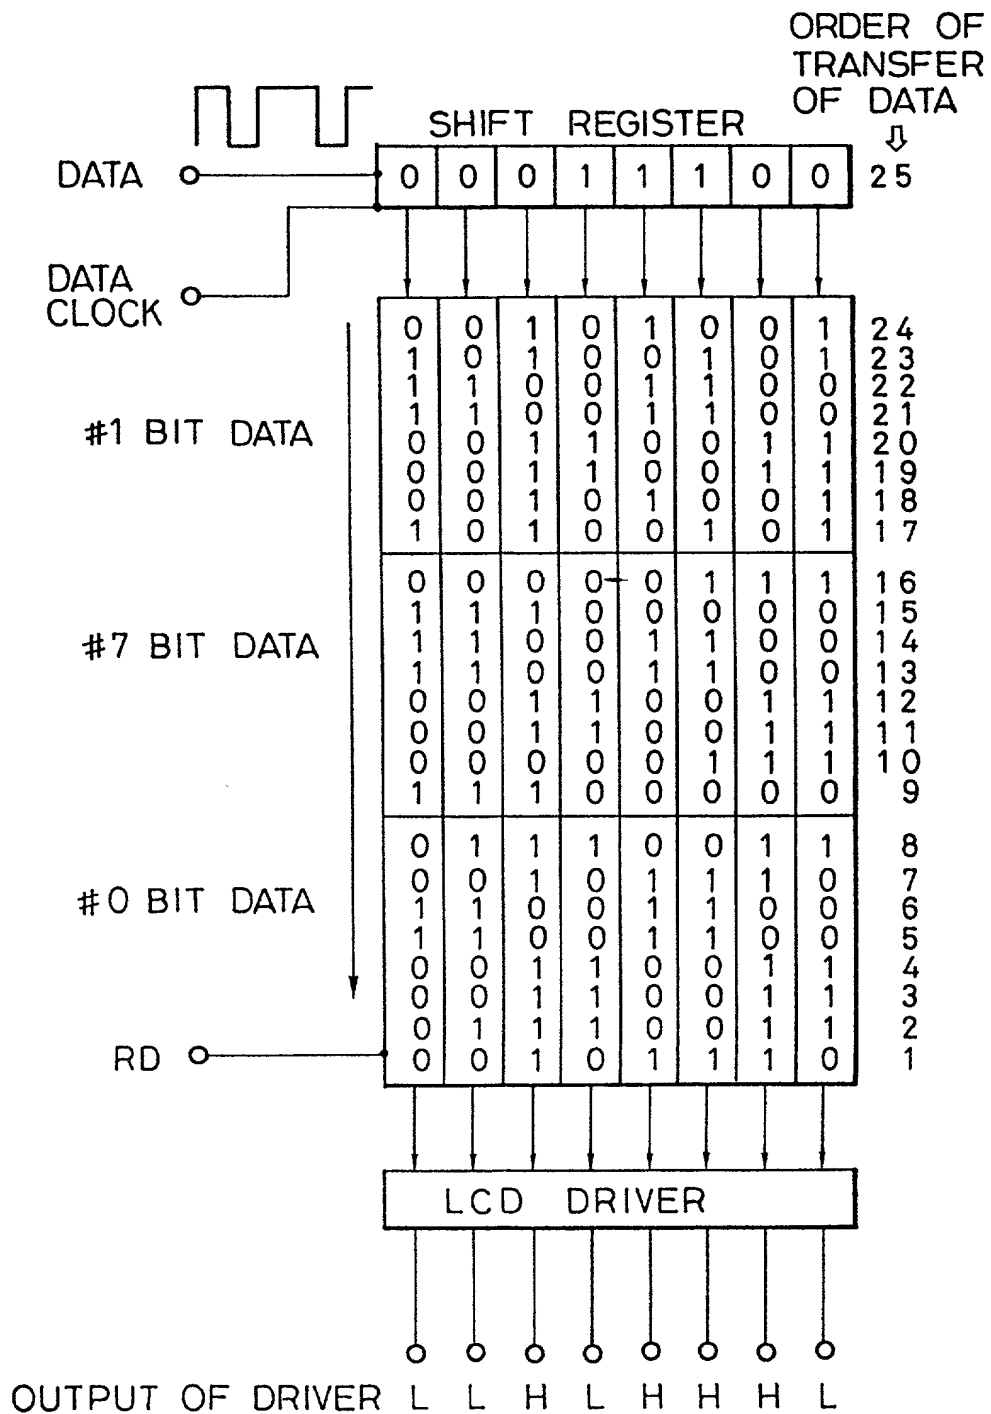 ORDER OF
TRANSFER
OF DATA
SHIFT REGISTER
DATA 0 0 0 1 1 1 0 0 25
DATA
CLOCK
0 0 1 0 1 0 0 1 24
1 0 1 0 0 1 0 1 23
1 1 0 0 1 1 0 0 22
1 1 0 0 1 1 0 0 21
#1 BIT DATA
0 0 1 1 0 0 1 1 20
0 0 1 1 0 0 1 1 19
0 0 1 0 1 0 0 1 18
1 0 1 0 0 1 0 1 17
0 0 0 0 0 1 1 1 16
1 1 1 0 0 0 0 0 15
#7 BIT DATA
1 1 0 0 1 1 0 0 14
1 1 0 0 1 1 0 0 13
0 0 1 1 0 0 1 1 12
0 0 1 1 0 0 1 1 11
0 0 0 0 0 1 1 1 10
1 1 1 0 0 0 0 0 9
0 1 1 1 0 0 1 1 8
0 0 1 0 1 1 1 0 7
#0 BIT DATA
1 1 0 0 1 1 0 0 6
1 1 0 0 1 1 0 0 5
0 0 1 1 0 0 1 1 4
0 0 1 1 0 0 1 1 3
0 1 1 1 0 0 1 1 2
RD 0 0 1 0 1 1 1 0 1
LCD DRIVER
OUTPUT OF DRIVER L L H L H H H L